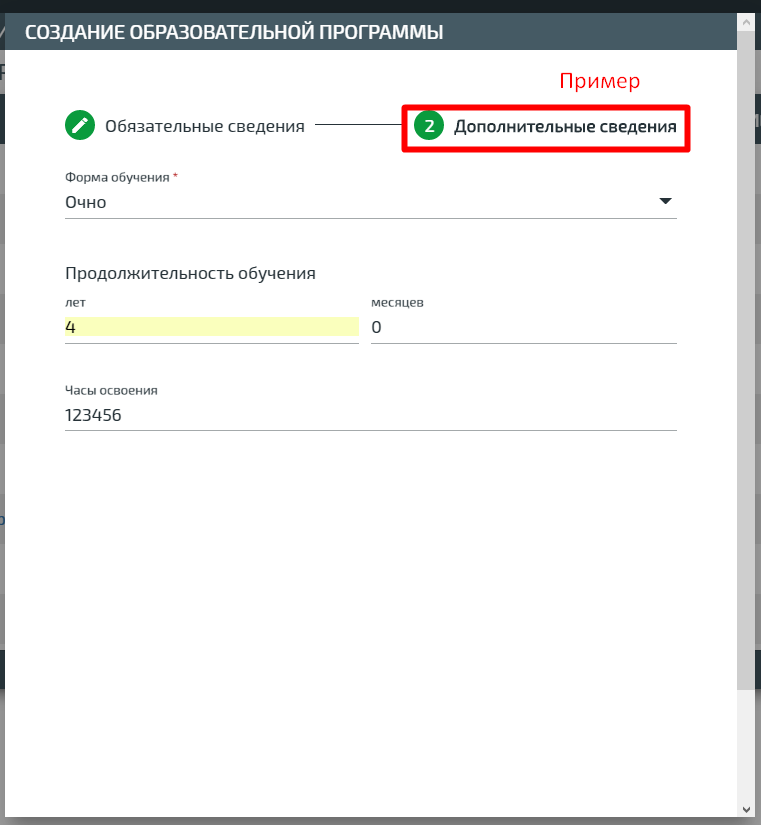 СОЗДАНИЕ ОБРАЗОВАТЕЛЬНОЙ ПРОГРАММЫ
Пример
Обязательные сведения 2 Дополнительные сведения
Форма обучения *
Очно
Продолжительность обучения
лет месяцев
4 0
Часы освоения
123456